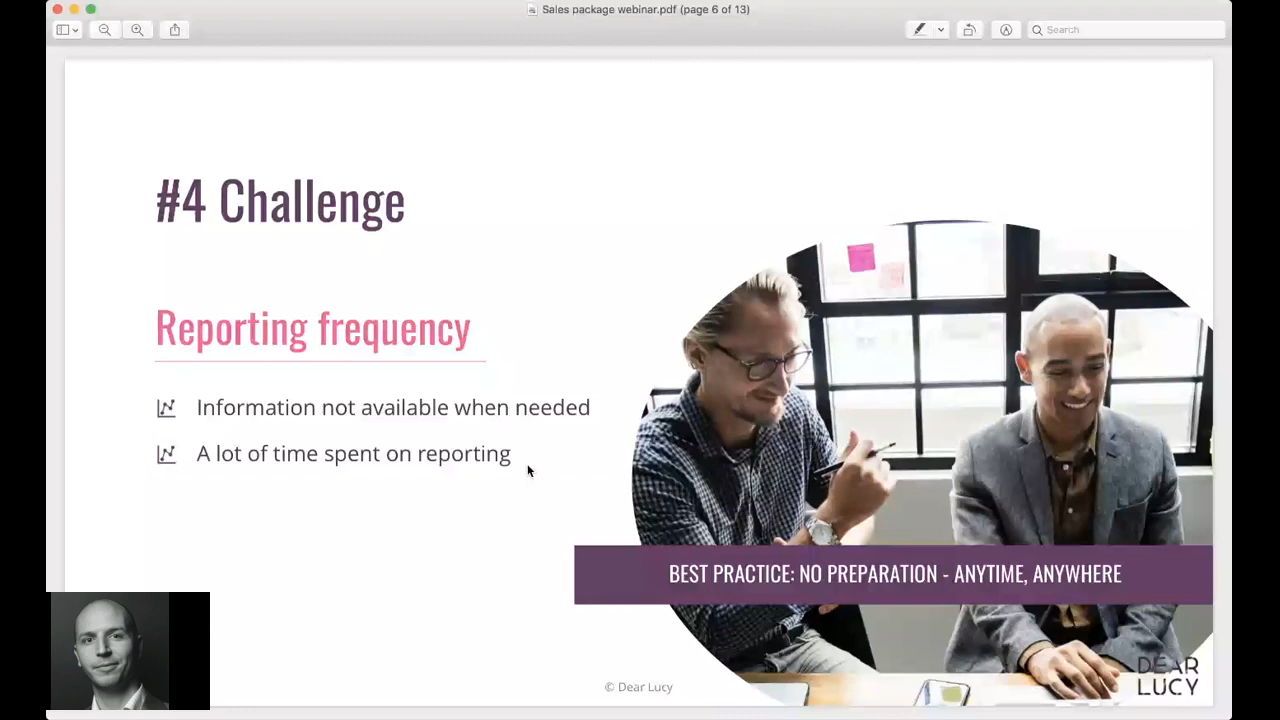 Sales package webinar.pdf (page 6 of 13)
Search
#4 Challenge
Reporting frequency
Information not available when needed
A lot of time spent on reporting
BEST PRACTICE: NO PREPARATION - ANYTIME, ANYWHERE
© Dear Lucy
DEAR
LUCY